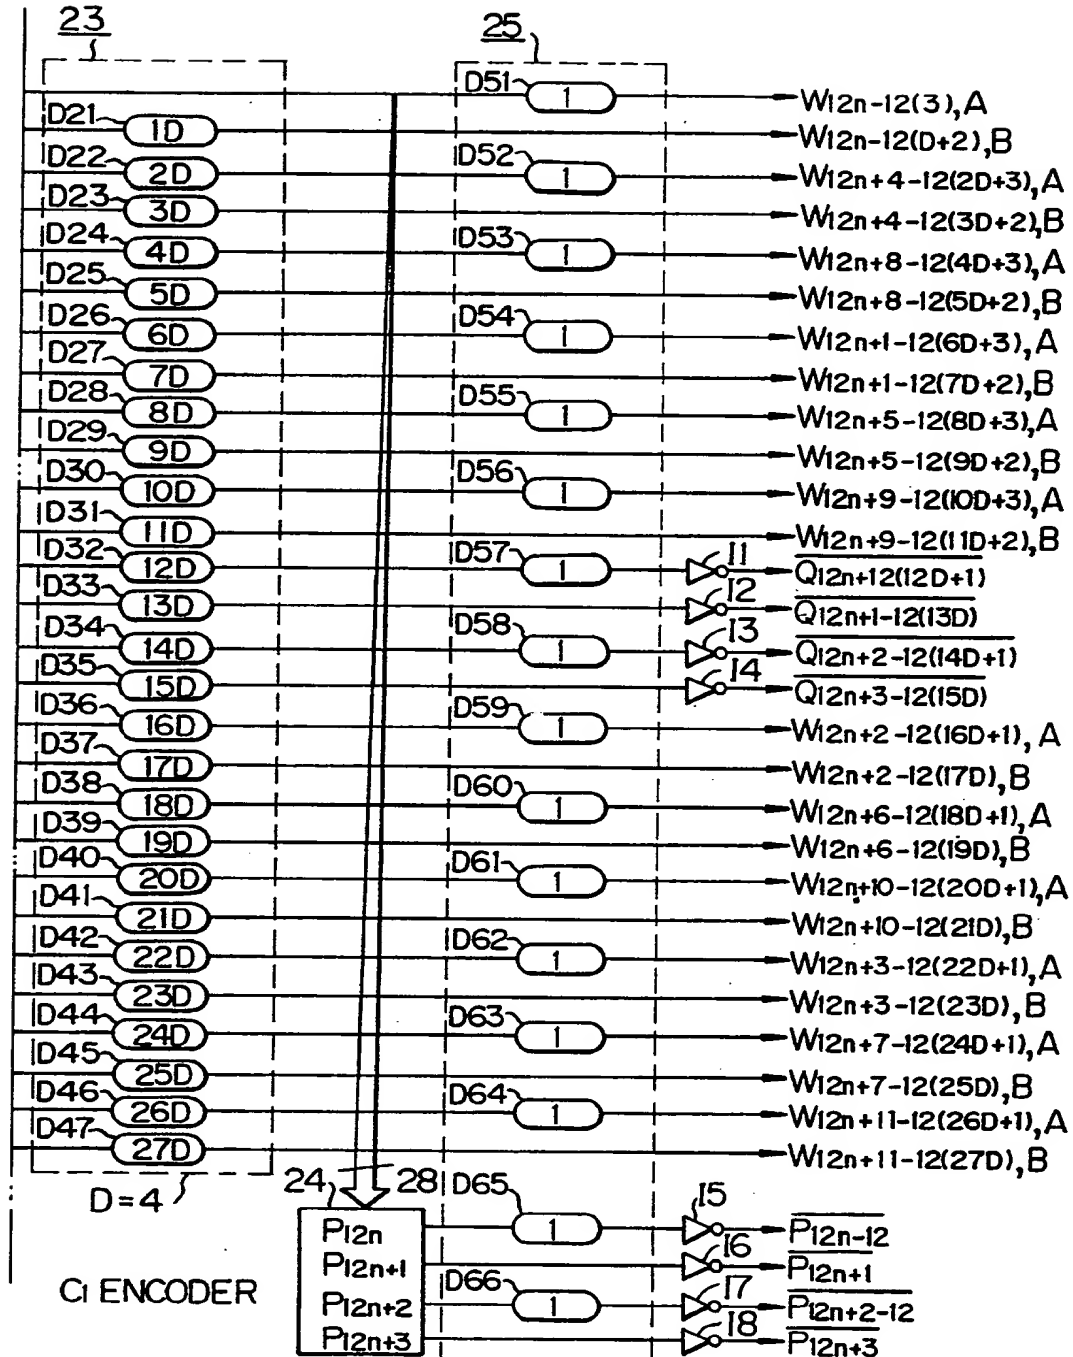 23
25
D51 1 W12n-12(3),A
D21 1D W12n-12(D+2),B
D22 2D D52 1 W12n+4-12(2D+3),A
D23 3D W12n+4-12(3D+2),B
D24 4D D53 1 W12n+8-12(4D+3),A
D25 5D W12n+8-12(5D+2),B
D26 6D D54 1 W12n+1-12(6D+3),A
D27 7D W12n+1-12(7D+2),B
D28 8D D55 1 W12n+5-12(8D+3),A
D29 9D W12n+5-12(9D+2),B
D30 10D D56 1 W12n+9-12(10D+3),A
D31 11D W12n+9-12(11D+2),B
D32 12D D57 1 I1 Q12n+12(12D+1)
D33 13D I2 Q12n+1-12(13D)
D34 14D D58 1 I3 Q12n+2-12(14D+1)
D35 15D I4 Q12n+3-12(15D)
D36 16D D59 1 W12n+2-12(16D+1),A
D37 17D W12n+2-12(17D),B
D38 18D D60 1 W12n+6-12(18D+1),A
D39 19D W12n+6-12(19D),B
D40 20D D61 1 W12n+10-12(20D+1),A
D41 21D W12n+10-12(21D),B
D42 22D D62 1 W12n+3-12(22D+1),A
D43 23D W12n+3-12(23D),B
D44 24D D63 1 W12n+7-12(24D+1),A
D45 25D W12n+7-12(25D),B
D46 26D D64 1 W12n+11-12(26D+1),A
D47 27D W12n+11-12(27D),B
D=4
24 28
P12n D65 1 I5 P12n-12
P12n+1 I6 P12n+1
C1 ENCODER
P12n+2 D66 1 I7 P12n+2-12
P12n+3 I8 P12n+3